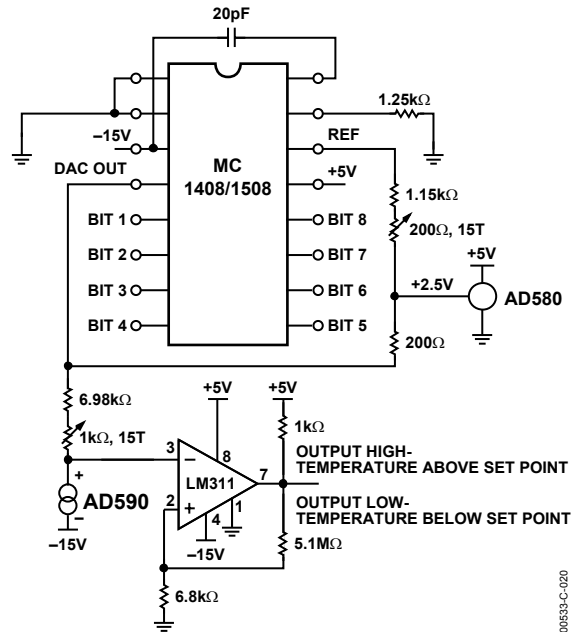 20pF
1.25kΩ
–15V
REF
MC
1408/1508
DAC OUT
+5V
1.15kΩ
BIT 1
BIT 8
200Ω, 15T
BIT 2
BIT 7
+5V
BIT 3
BIT 6
+2.5V
AD580
BIT 4
BIT 5
200Ω
6.98kΩ
+5V
+5V
1kΩ, 15T
1kΩ
3
–
8
OUTPUT HIGH-
TEMPERATURE ABOVE SET POINT
+
AD590
–
–15V
LM311
7
2
+
4
1
–15V
OUTPUT LOW-
TEMPERATURE BELOW SET POINT
5.1MΩ
6.8kΩ
00533-C-020